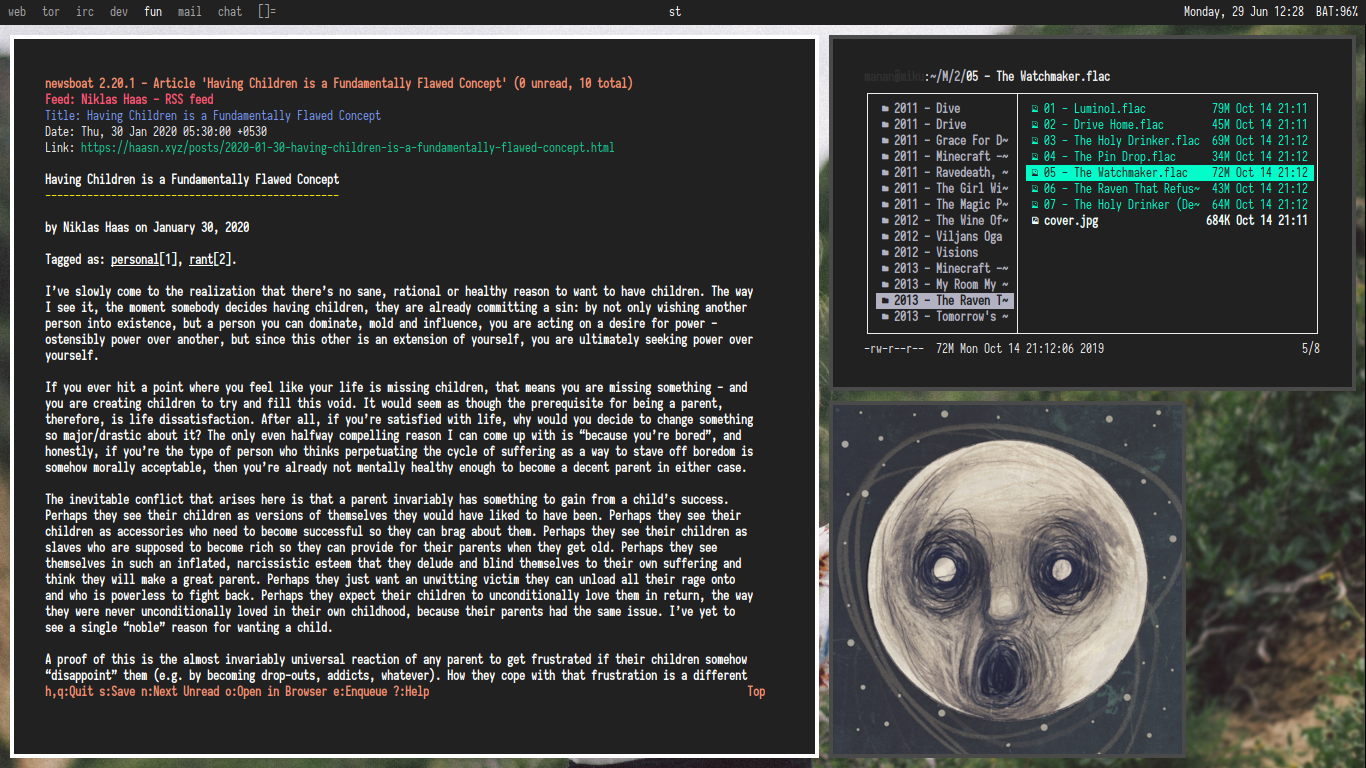 web tor irc dev fun mail chat []= st Monday, 29 Jun 12:28 BAT:96%
newsboat 2.20.1 - Article 'Having Children is a Fundamentally Flawed Concept' (0 unread, 10 total)
Feed: Niklas Haas - RSS feed
Title: Having Children is a Fundamentally Flawed Concept
Date: Thu, 30 Jan 2020 05:30:00 +0530
Link: https://haasn.xyz/posts/2020-01-30-having-children-is-a-fundamentally-flawed-concept.html
Having Children is a Fundamentally Flawed Concept
-------------------------------------------------
by Niklas Haas on January 30, 2020
Tagged as: personal[1], rant[2].
I’ve slowly come to the realization that there’s no sane, rational or healthy reason to want to have children. The way
I see it, the moment somebody decides having children, they are already committing a sin: by not only wishing another
person into existence, but a person you can dominate, mold and influence, you are acting on a desire for power –
ostensibly power over another, but since this other is an extension of yourself, you are ultimately seeking power over
yourself.
If you ever hit a point where you feel like your life is missing children, that means you are missing something – and
you are creating children to try and fill this void. It would seem as though the prerequisite for being a parent,
therefore, is life dissatisfaction. After all, if you’re satisfied with life, why would you decide to change something
so major/drastic about it? The only even halfway compelling reason I can come up with is “because you’re bored”, and
honestly, if you’re the type of person who thinks perpetuating the cycle of suffering as a way to stave off boredom is
somehow morally acceptable, then you’re already not mentally healthy enough to become a decent parent in either case.
The inevitable conflict that arises here is that a parent invariably has something to gain from a child’s success.
Perhaps they see their children as versions of themselves they would have liked to have been. Perhaps they see their
children as accessories who need to become successful so they can brag about them. Perhaps they see their children as
slaves who are supposed to become rich so they can provide for their parents when they get old. Perhaps they see
themselves in such an inflated, narcissistic esteem that they delude and blind themselves to their own suffering and
think they will make a great parent. Perhaps they just want an unwitting victim they can unload all their rage onto
and who is powerless to fight back. Perhaps they expect their children to unconditionally love them in return, the way
they were never unconditionally loved in their own childhood, because their parents had the same issue. I’ve yet to
see a single “noble” reason for wanting a child.
A proof of this is the almost invariably universal reaction of any parent to get frustrated if their children somehow
“disappoint” them (e.g. by becoming drop-outs, addicts, whatever). How they cope with that frustration is a different
h,q:Quit s:Save n:Next Unread o:Open in Browser e:Enqueue ?:Help Top
manan@miku:~/M/2/05 - The Watchmaker.flac
2011 - Dive
2011 - Drive
2011 - Grace For D~
2011 - Minecraft -~
2011 - Ravedeath, ~
2011 - The Girl Wi~
2011 - The Magic P~
2012 - The Wine Of~
2012 - Viljans Oga
2012 - Visions
2013 - Minecraft -~
2013 - My Room My ~
2013 - The Raven T~
2013 - Tomorrow's ~
01 - Luminol.flac 79M Oct 14 21:11
02 - Drive Home.flac 45M Oct 14 21:11
03 - The Holy Drinker.flac 69M Oct 14 21:11
04 - The Pin Drop.flac 34M Oct 14 21:12
05 - The Watchmaker.flac 72M Oct 14 21:12
06 - The Raven That Refus~ 43M Oct 14 21:12
07 - The Holy Drinker (De~ 64M Oct 14 21:12
cover.jpg 684K Oct 14 21:11
-rw-r--r-- 72M Mon Oct 14 21:12:06 2019 5/8